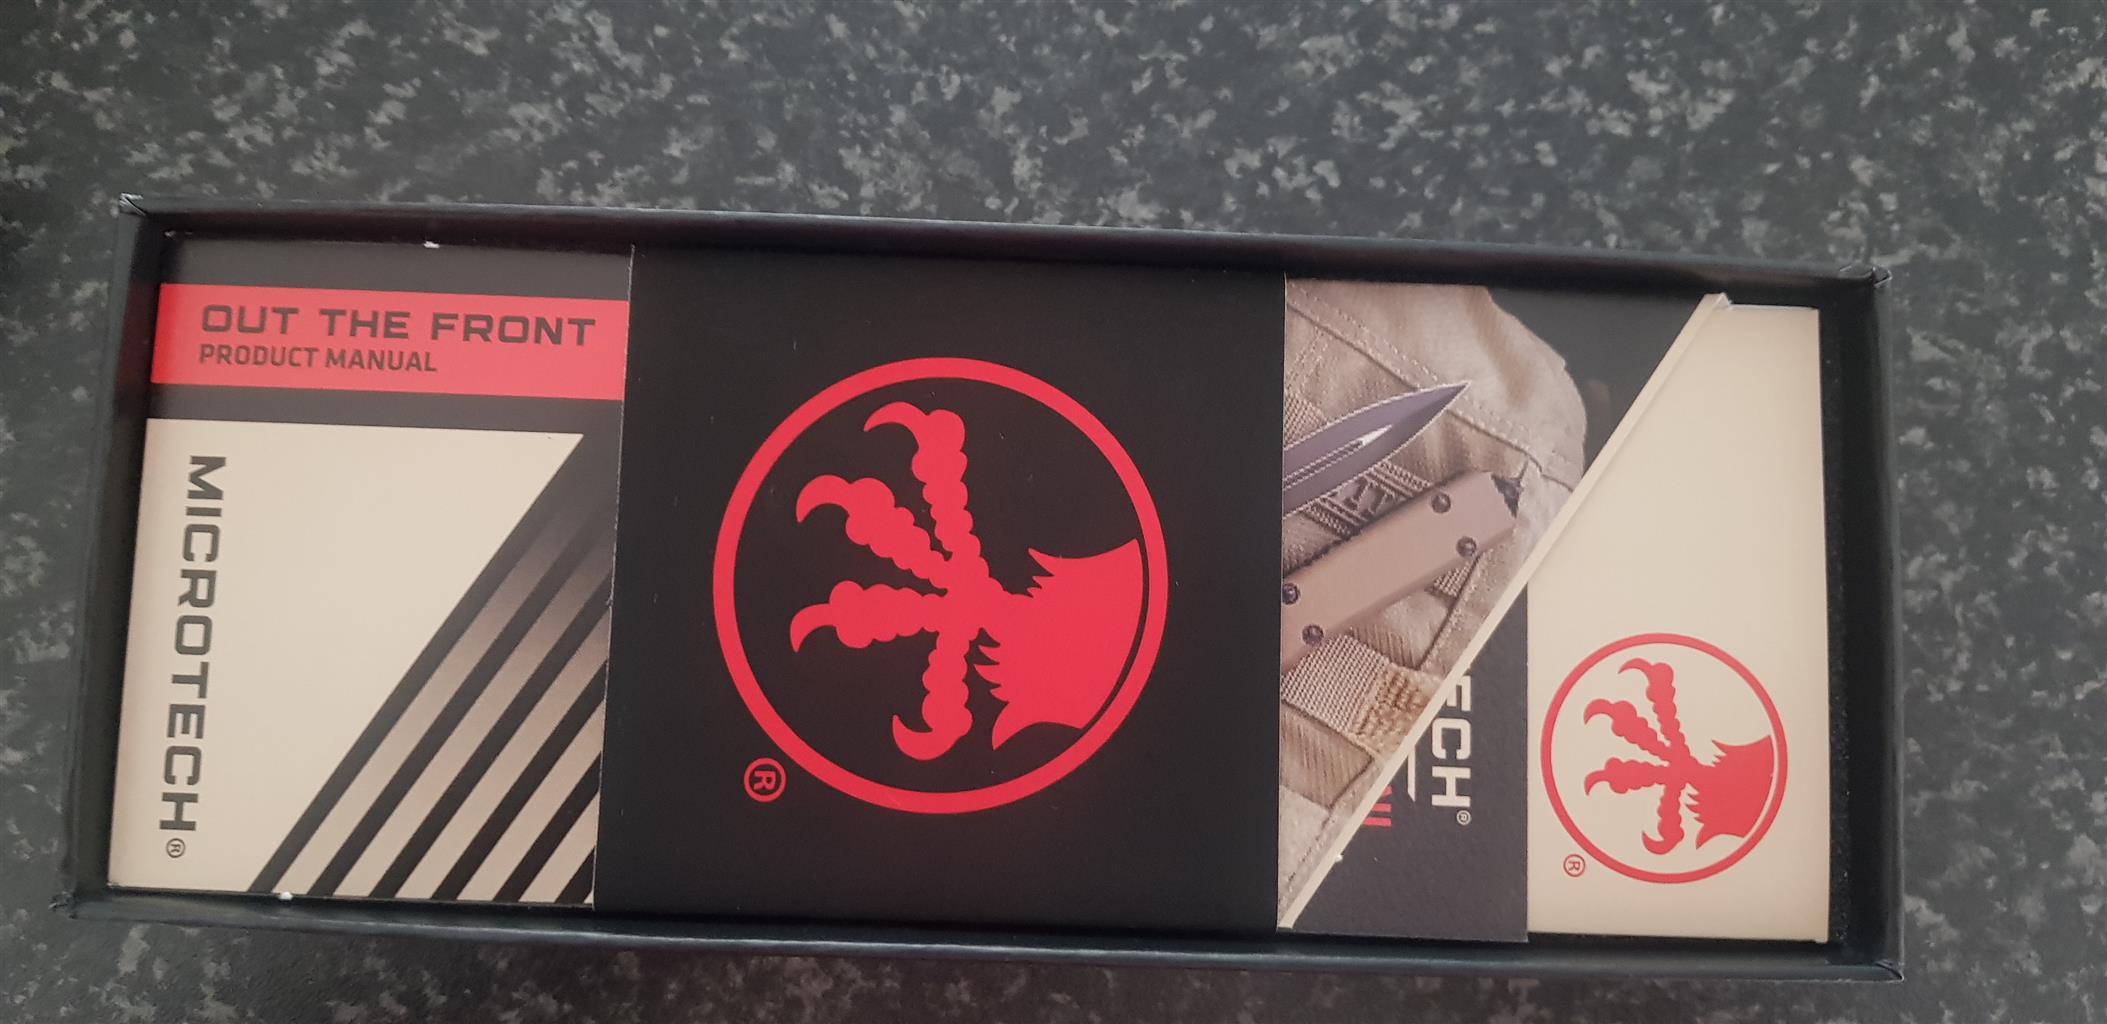 OUT THE FRONT
PRODUCT MANUAL
MICROTECH®
®
ECH®
®